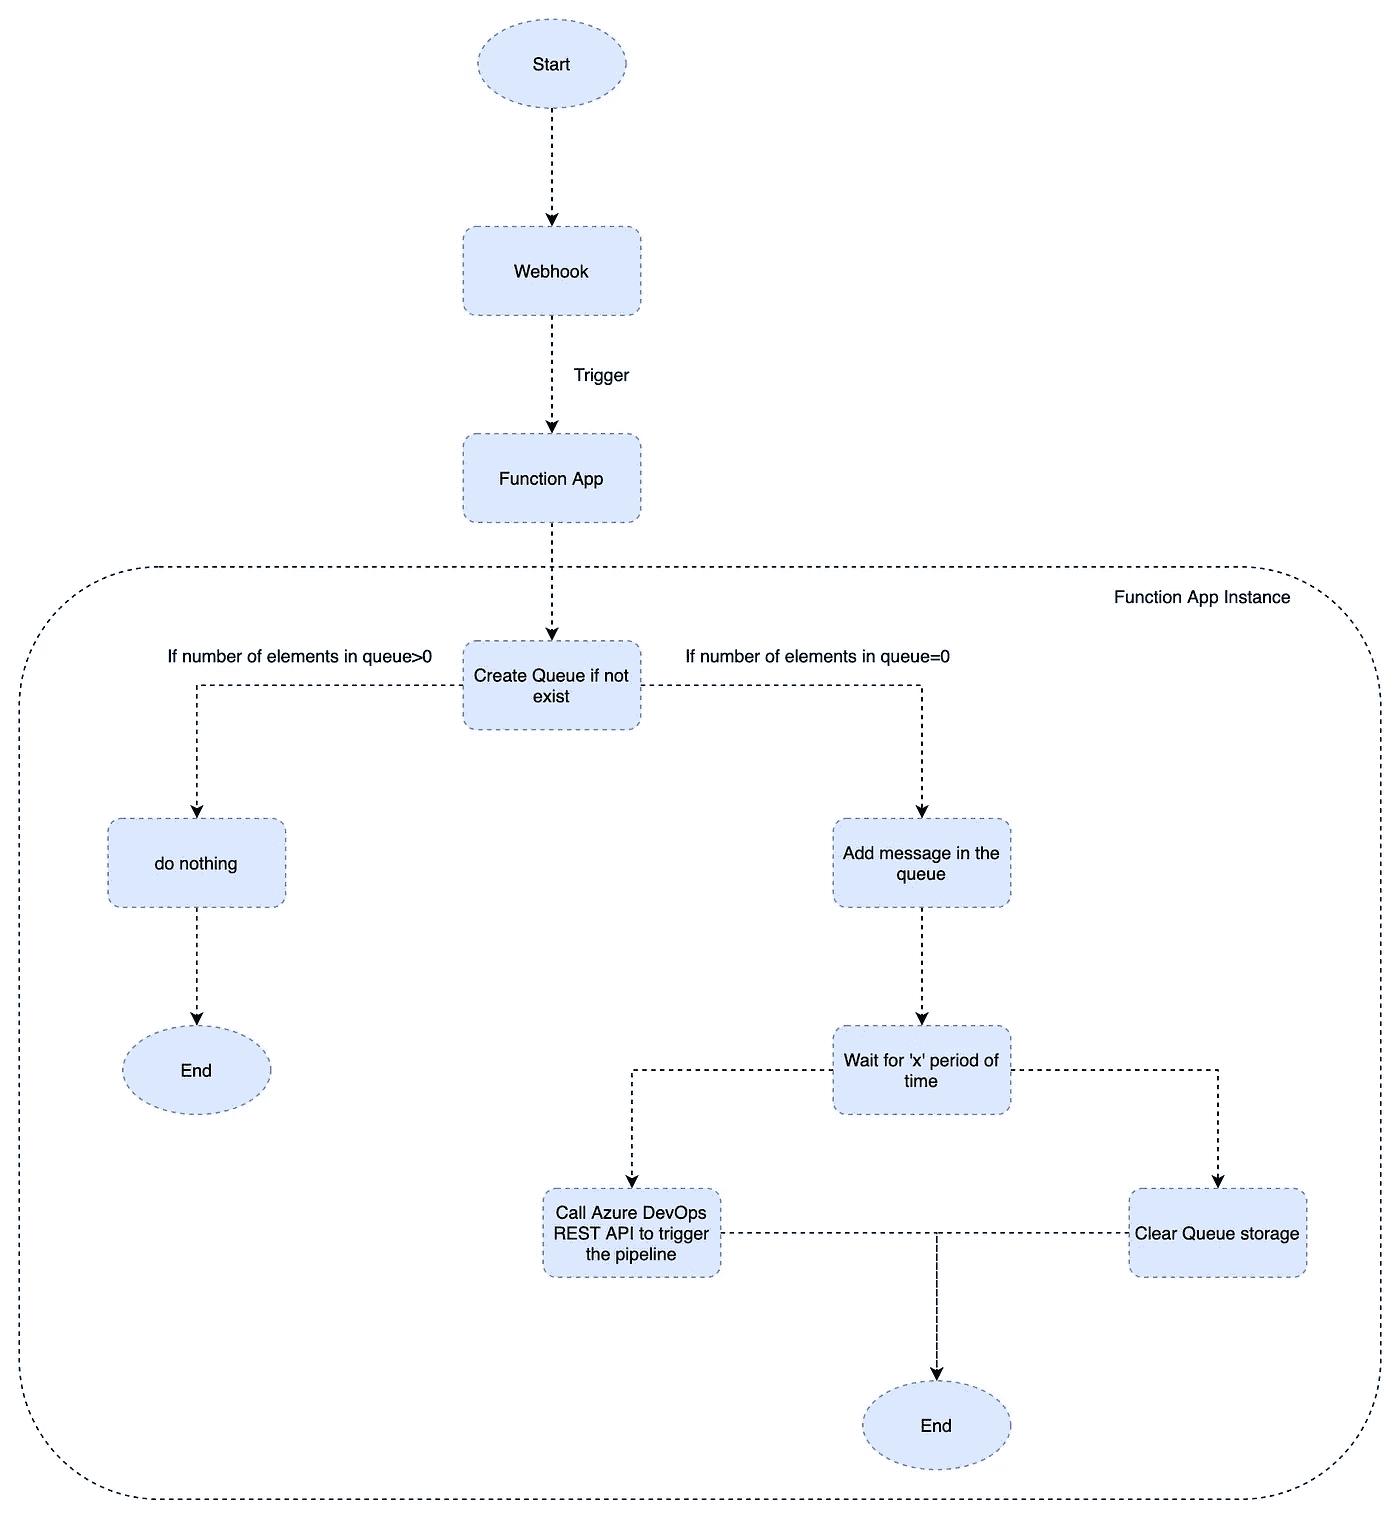 Start
Webhook
Trigger
Function App
Function App Instance
If number of elements in queue>0
If number of elements in queue=0
Create Queue if not
exist
do nothing
Add message in the
queue
End
Wait for 'x' period of
time
Call Azure DevOps
REST API to trigger
the pipeline
Clear Queue storage
End